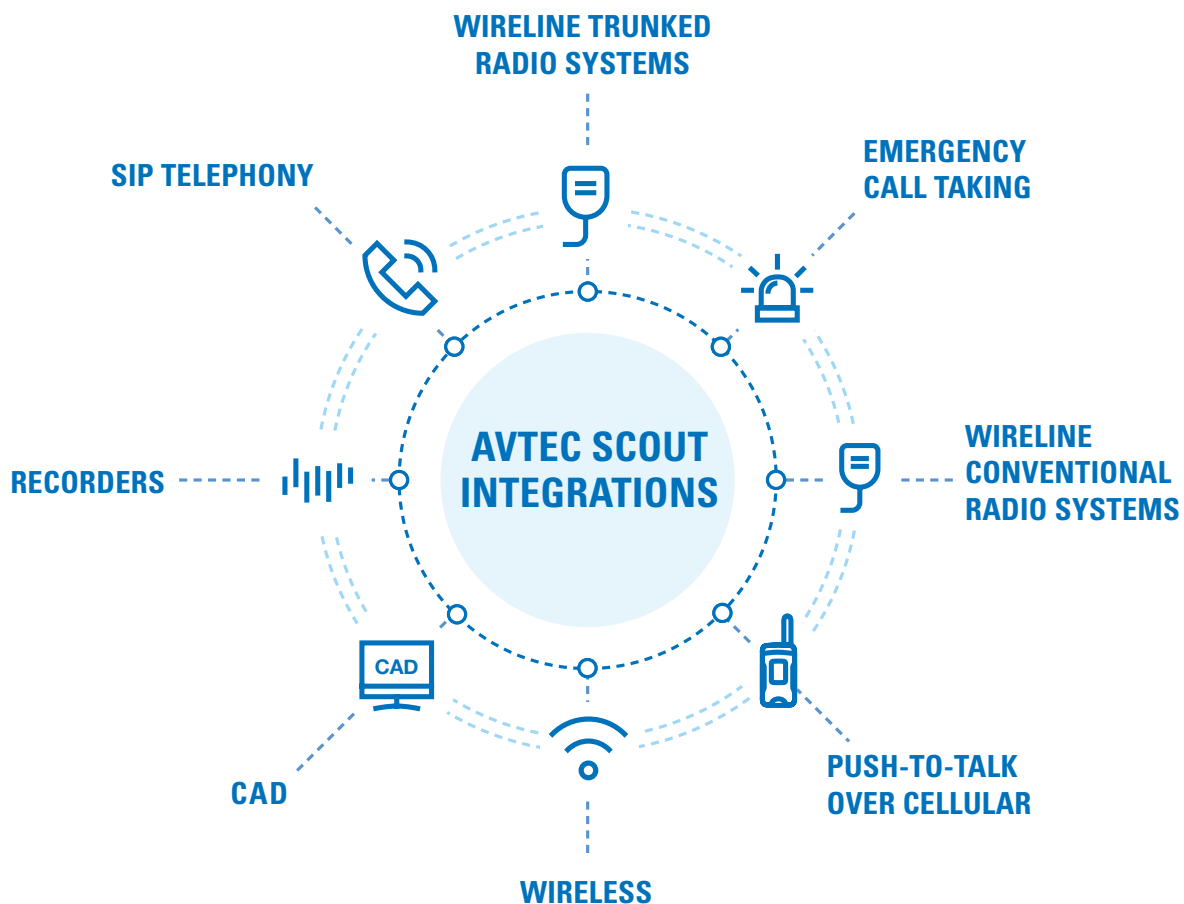 WIRELINE TRUNKED
RADIO SYSTEMS
EMERGENCY
CALL TAKING
SIP TELEPHONY
AVTEC SCOUT
INTEGRATIONS
WIRELINE
CONVENTIONAL
RADIO SYSTEMS
RECORDERS
CAD
PUSH-TO-TALK
OVER CELLULAR
CAD
WIRELESS